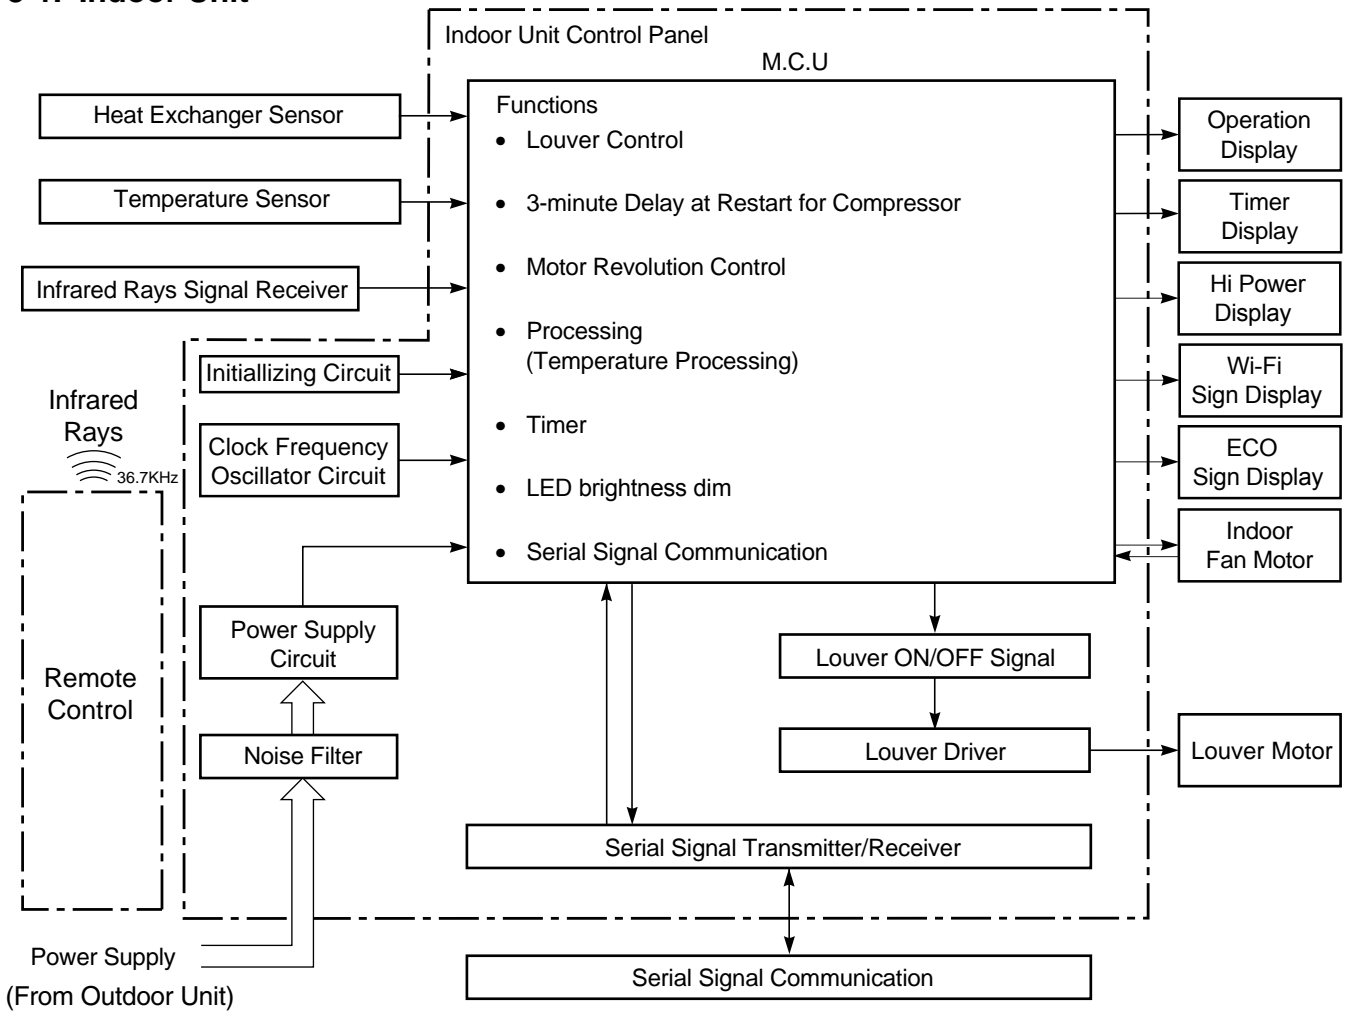 Indoor Unit Control Panel
M.C.U
Heat Exchanger Sensor
Temperature Sensor
Infrared Rays Signal Receiver
Initiallizing Circuit
Clock Frequency
Oscillator Circuit
Infrared
Rays
36.7KHz
Remote
Control
Power Supply
Circuit
Noise Filter
Power Supply
(From Outdoor Unit)
Functions
• Louver Control
• 3-minute Delay at Restart for Compressor
• Motor Revolution Control
• Processing
(Temperature Processing)
• Timer
• LED brightness dim
• Serial Signal Communication
Operation
Display
Timer
Display
Hi Power
Display
Wi-Fi
Sign Display
ECO
Sign Display
Indoor
Fan Motor
Louver ON/OFF Signal
Louver Driver
Louver Motor
Serial Signal Transmitter/Receiver
Serial Signal Communication